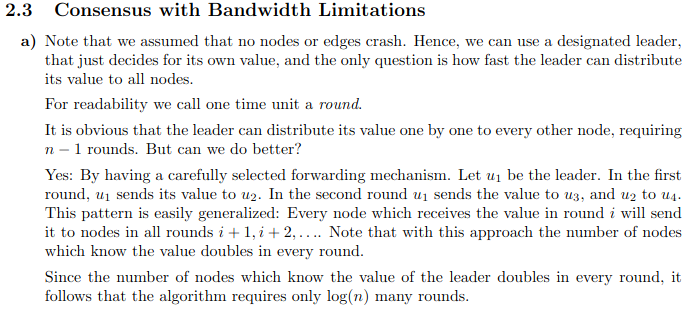 2.3 Consensus with Bandwidth Limitations
a) Note that we assumed that no nodes or edges crash. Hence, we can use a designated leader,
that just decides for its own value, and the only question is how fast the leader can distribute
its value to all nodes.
For readability we call one time unit a round.
It is obvious that the leader can distribute its value one by one to every other node, requiring
n − 1 rounds. But can we do better?
Yes: By having a carefully selected forwarding mechanism. Let u₁ be the leader. In the first
round, u₁ sends its value to u₂. In the second round u₁ sends the value to u₃, and u₂ to u₄.
This pattern is easily generalized: Every node which receives the value in round i will send
it to nodes in all rounds i + 1, i + 2, . . .. Note that with this approach the number of nodes
which know the value doubles in every round.
Since the number of nodes which know the value of the leader doubles in every round, it
follows that the algorithm requires only log(n) many rounds.